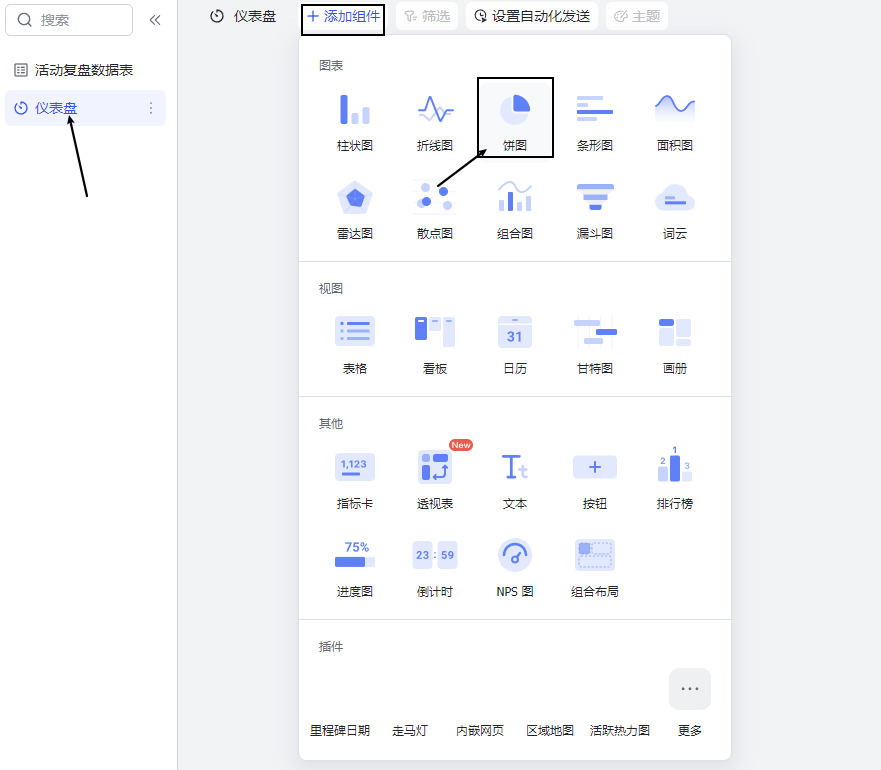 搜索
仪表盘
添加组件
筛选
设置自动化发送
主题
活动复盘数据表
仪表盘
图表
柱状图 折线图 饼图 条形图 面积图
雷达图 散点图 组合图 漏斗图 词云
视图
31
表格 看板 日历 甘特图 画册
其他
New
1,123
2 1 3
指标卡 透视表 文本 按钮 排行榜
Tt
75% 23 : 59
进度图 倒计时 NPS 图 组合布局
插件
里程碑日期 走马灯 内嵌网页 区域地图 活跃热力图 更多